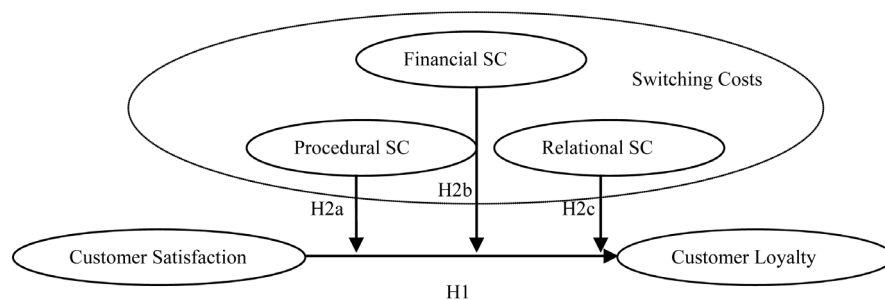 Financial SC
Switching Costs
Procedural SC
Relational SC
H2b
H2a
H2c
Customer Satisfaction
Customer Loyalty
H1